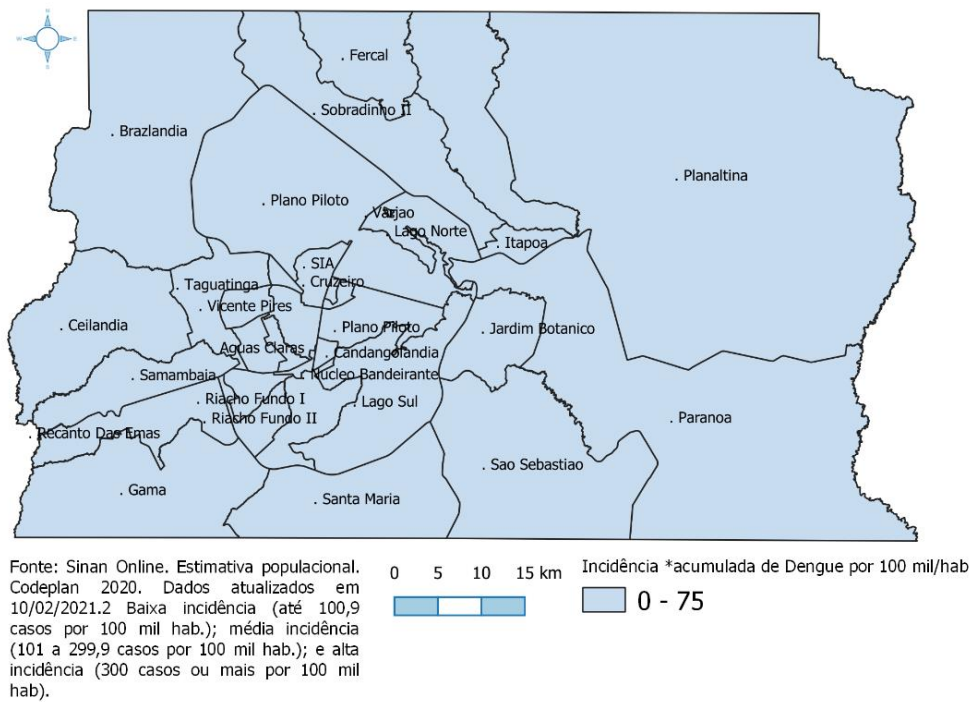 N
W
E
S
. Fercal
. Sobradinho II
. Brazlandia
. Planaltina
. Plano Piloto
. Varjao
. Lago Norte
. Itapoa
. SIA
. Cruzeiro
. Taguatinga
. Vicente Pires
. Ceilandia
. Plano Piloto
. Jardim Botanico
Aguas Claras
. Candangolandia
. Samambaia
. Nucleo Bandeirante
. Riacho Fundo I
. Lago Sul
. Riacho Fundo II
. Paranoa
. Recanto Das Emas
. Sao Sebastiao
. Gama
. Santa Maria
Fonte: Sinan Online. Estimativa populacional.
Codeplan 2020. Dados atualizados em
10/02/2021.2 Baixa incidência (até 100,9
casos por 100 mil hab.); média incidência
(101 a 299,9 casos por 100 mil hab.); e alta
incidência (300 casos ou mais por 100 mil
hab).
0 5 10 15 km
Incidência *acumulada de Dengue por 100 mil/hab
0 - 75